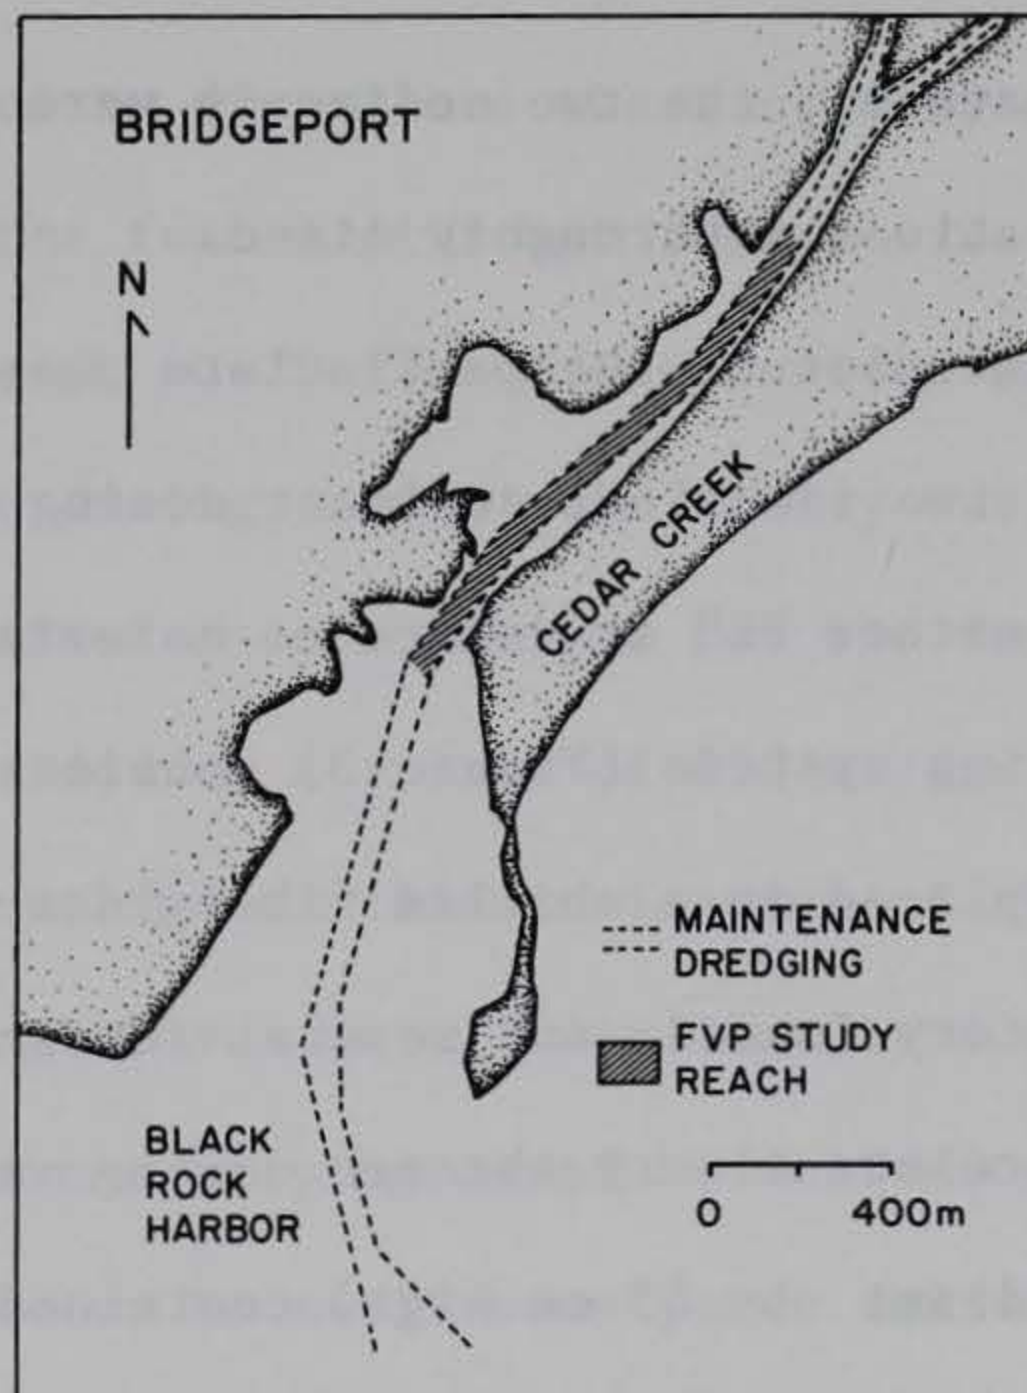 BRIDGEPORT
N
CEDAR CREEK
MAINTENANCE
DREDGING
FVP STUDY
REACH
0 400m
BLACK
ROCK
HARBOR